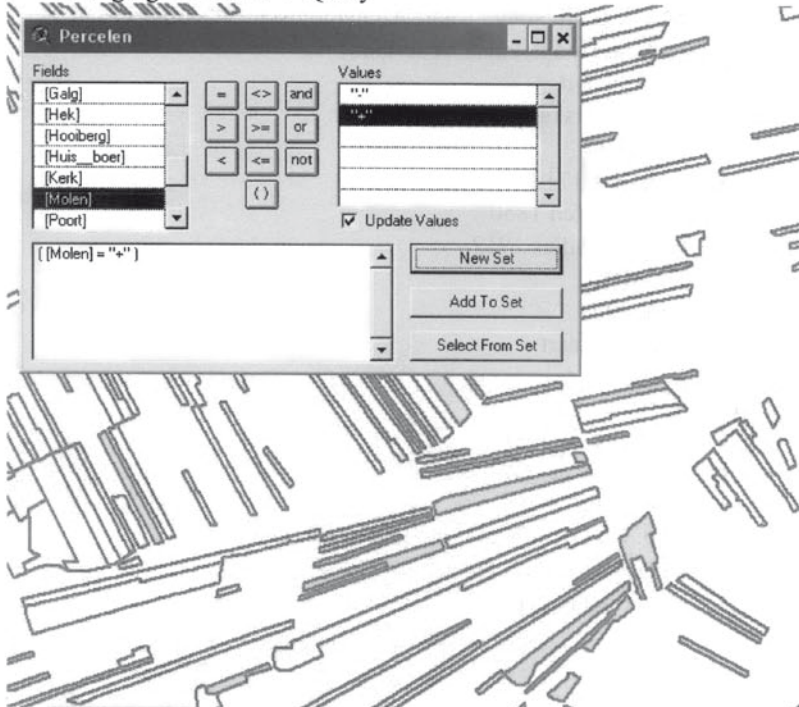 Percelen
Fields
[Galg]
[Hek]
[Hooiberg]
[Huis__boer]
[Kerk]
[Molen]
[Poort]
= <> and
> >= or
< <= not
()
Values
"-"
"+"
Update Values
( [Molen] = "+" )
New Set
Add To Set
Select From Set